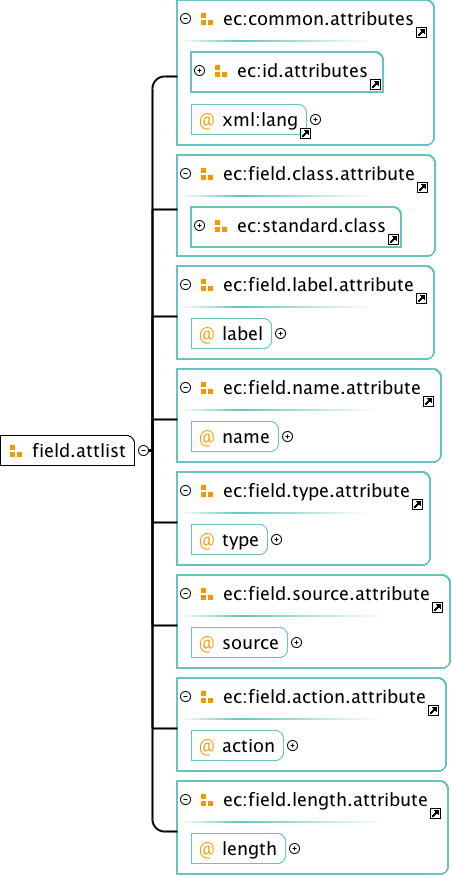 ec:common.attributes
ec:id.attributes
@ xml:lang
ec:field.class.attribute
ec:standard.class
ec:field.label.attribute
@ label
ec:field.name.attribute
@ name
field.attlist
ec:field.type.attribute
@ type
ec:field.source.attribute
@ source
ec:field.action.attribute
@ action
ec:field.length.attribute
@ length